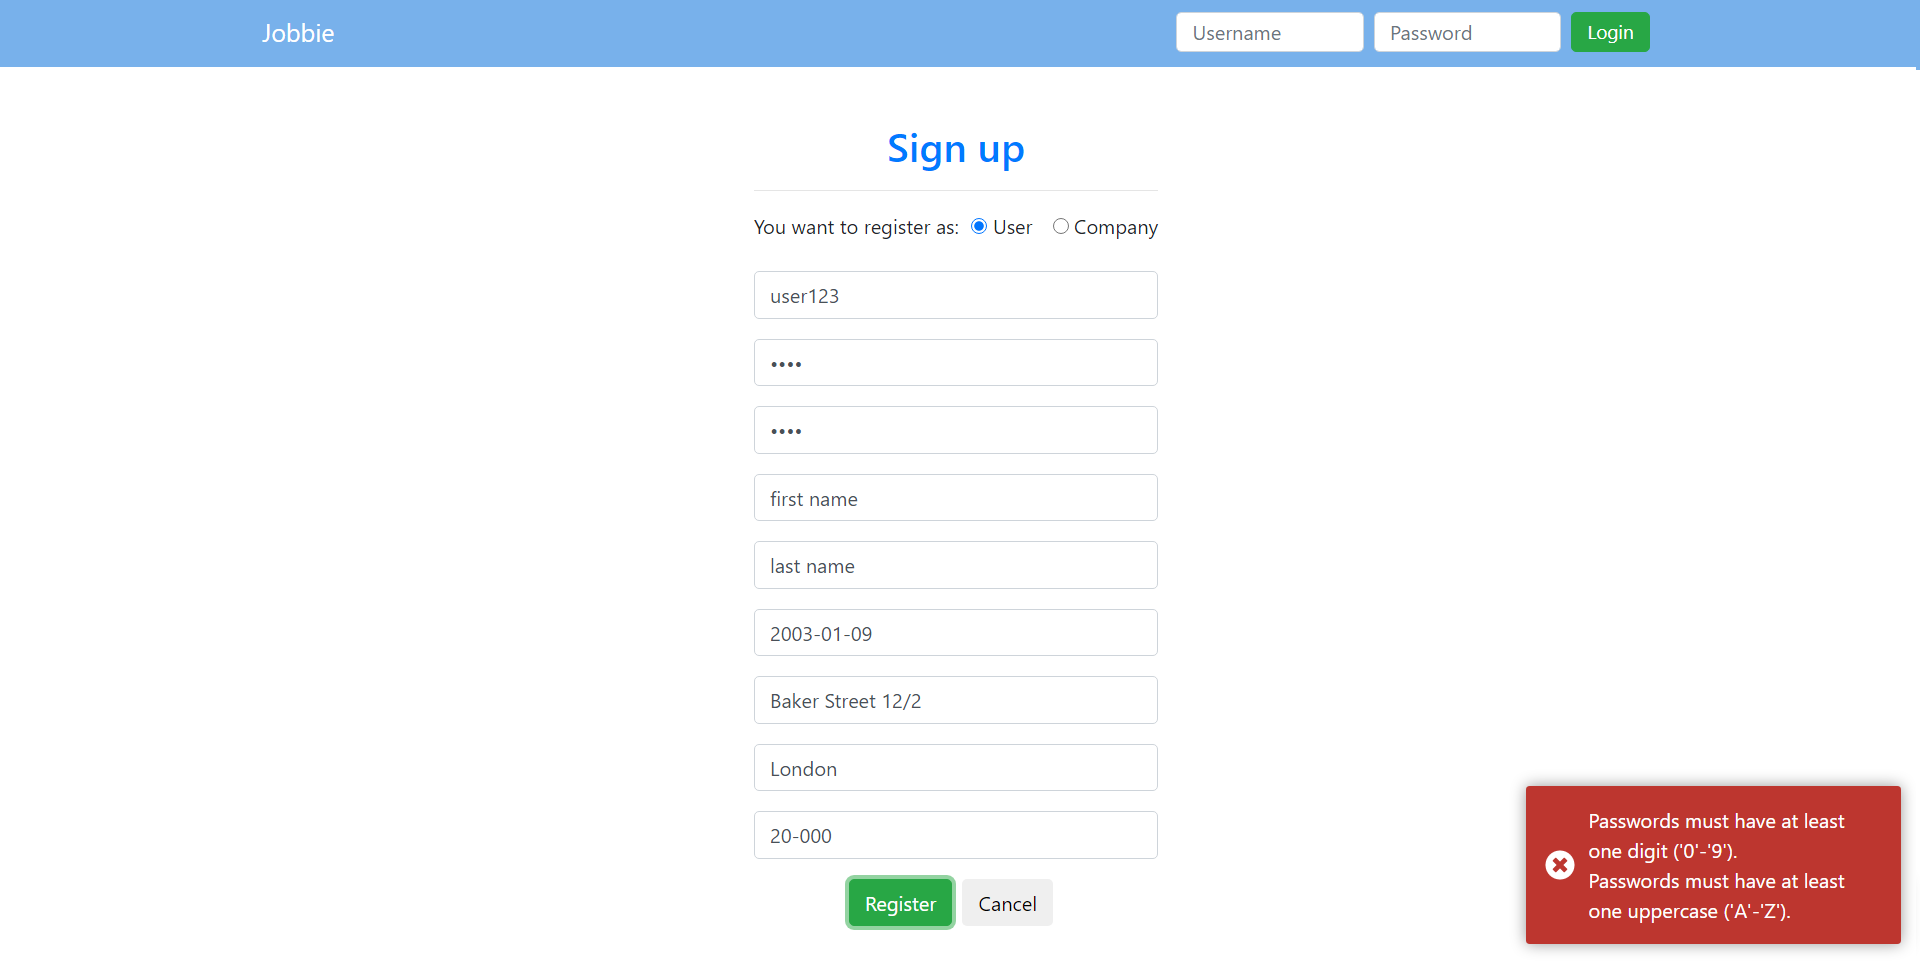 Jobbie
Username
Password
Login
Sign up
You want to register as: User Company
user123
••••
••••
first name
last name
2003-01-09
Baker Street 12/2
London
20-000
Register
Cancel
Passwords must have at least
one digit ('0'-'9').
Passwords must have at least
one uppercase ('A'-'Z').